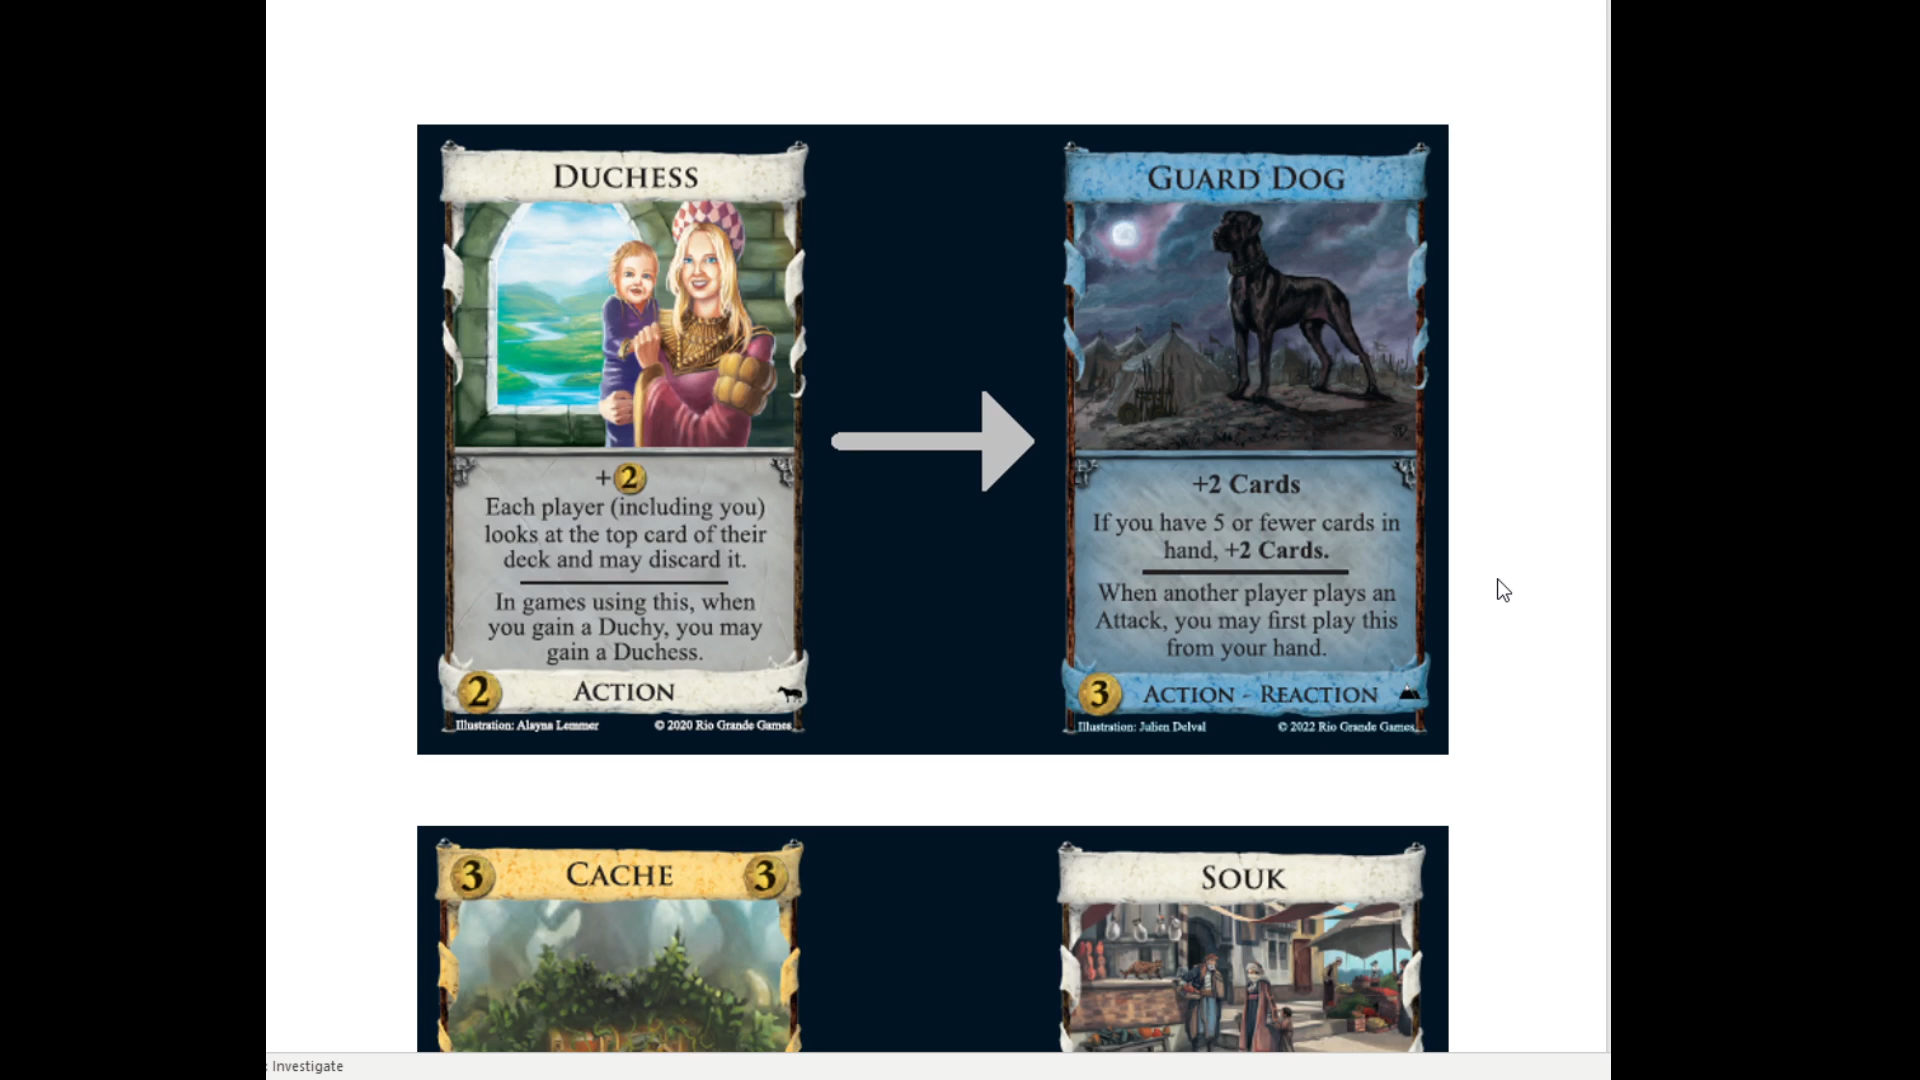 DUCHESS
+2
Each player (including you)
looks at the top card of their
deck and may discard it.
In games using this, when
you gain a Duchy, you may
gain a Duchess.
2 ACTION
Illustration: Alayna Lemmer © 2020 Rio Grande Games
GUARD DOG
+2 Cards
If you have 5 or fewer cards in
hand, +2 Cards.
When another player plays an
Attack, you may first play this
from your hand.
3 ACTION - REACTION
Illustration: Julien Delval © 2022 Rio Grande Games
3 CACHE 3
SOUK
: Investigate